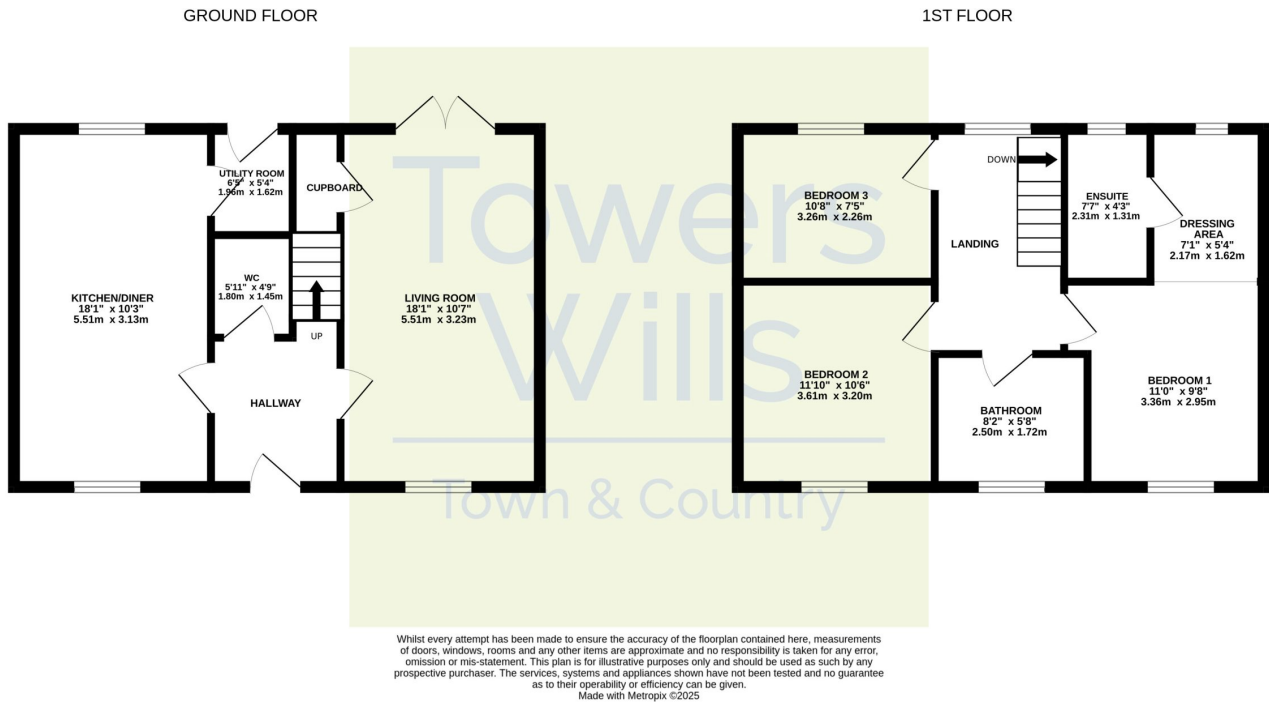 GROUND FLOOR
1ST FLOOR
UTILITY ROOM
6'5" x 5'4"
1.96m x 1.62m
CUPBOARD
WC
5'11" x 4'9"
1.80m x 1.45m
KITCHEN/DINER
18'1" x 10'3"
5.51m x 3.13m
LIVING ROOM
18'1" x 10'7"
5.51m x 3.23m
UP
HALLWAY
DOWN
BEDROOM 3
10'8" x 7'5"
3.26m x 2.26m
ENSUITE
7'7" x 4'3"
2.31m x 1.31m
DRESSING
AREA
7'1" x 5'4"
2.17m x 1.62m
LANDING
BEDROOM 2
11'10" x 10'6"
3.61m x 3.20m
BEDROOM 1
11'0" x 9'8"
3.36m x 2.95m
BATHROOM
8'2" x 5'8"
2.50m x 1.72m
Towers
Wills
Town & Country
Whilst every attempt has been made to ensure the accuracy of the floorplan contained here, measurements
of doors, windows, rooms and any other items are approximate and no responsibility is taken for any error,
omission or mis-statement. This plan is for illustrative purposes only and should be used as such by any
prospective purchaser. The services, systems and appliances shown have not been tested and no guarantee
as to their operability or efficiency can be given.
Made with Metropix ©2025